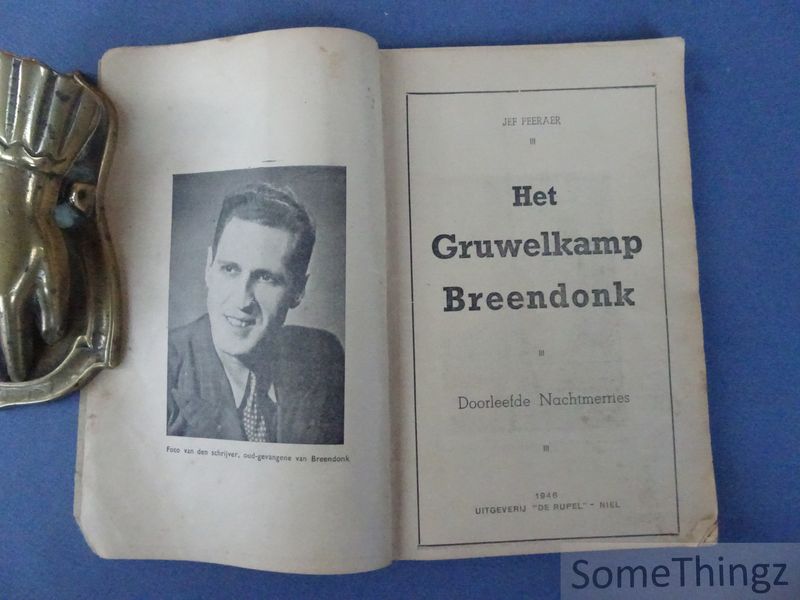 Foto van den schrijver, oud-gevangene van Breendonk
JEF PEERAER
Het
Gruwelkamp
Breendonk
Doorleefde Nachtmerries
1946
UITGEVERIJ "DE RUPEL" - NIEL
SomeThingz